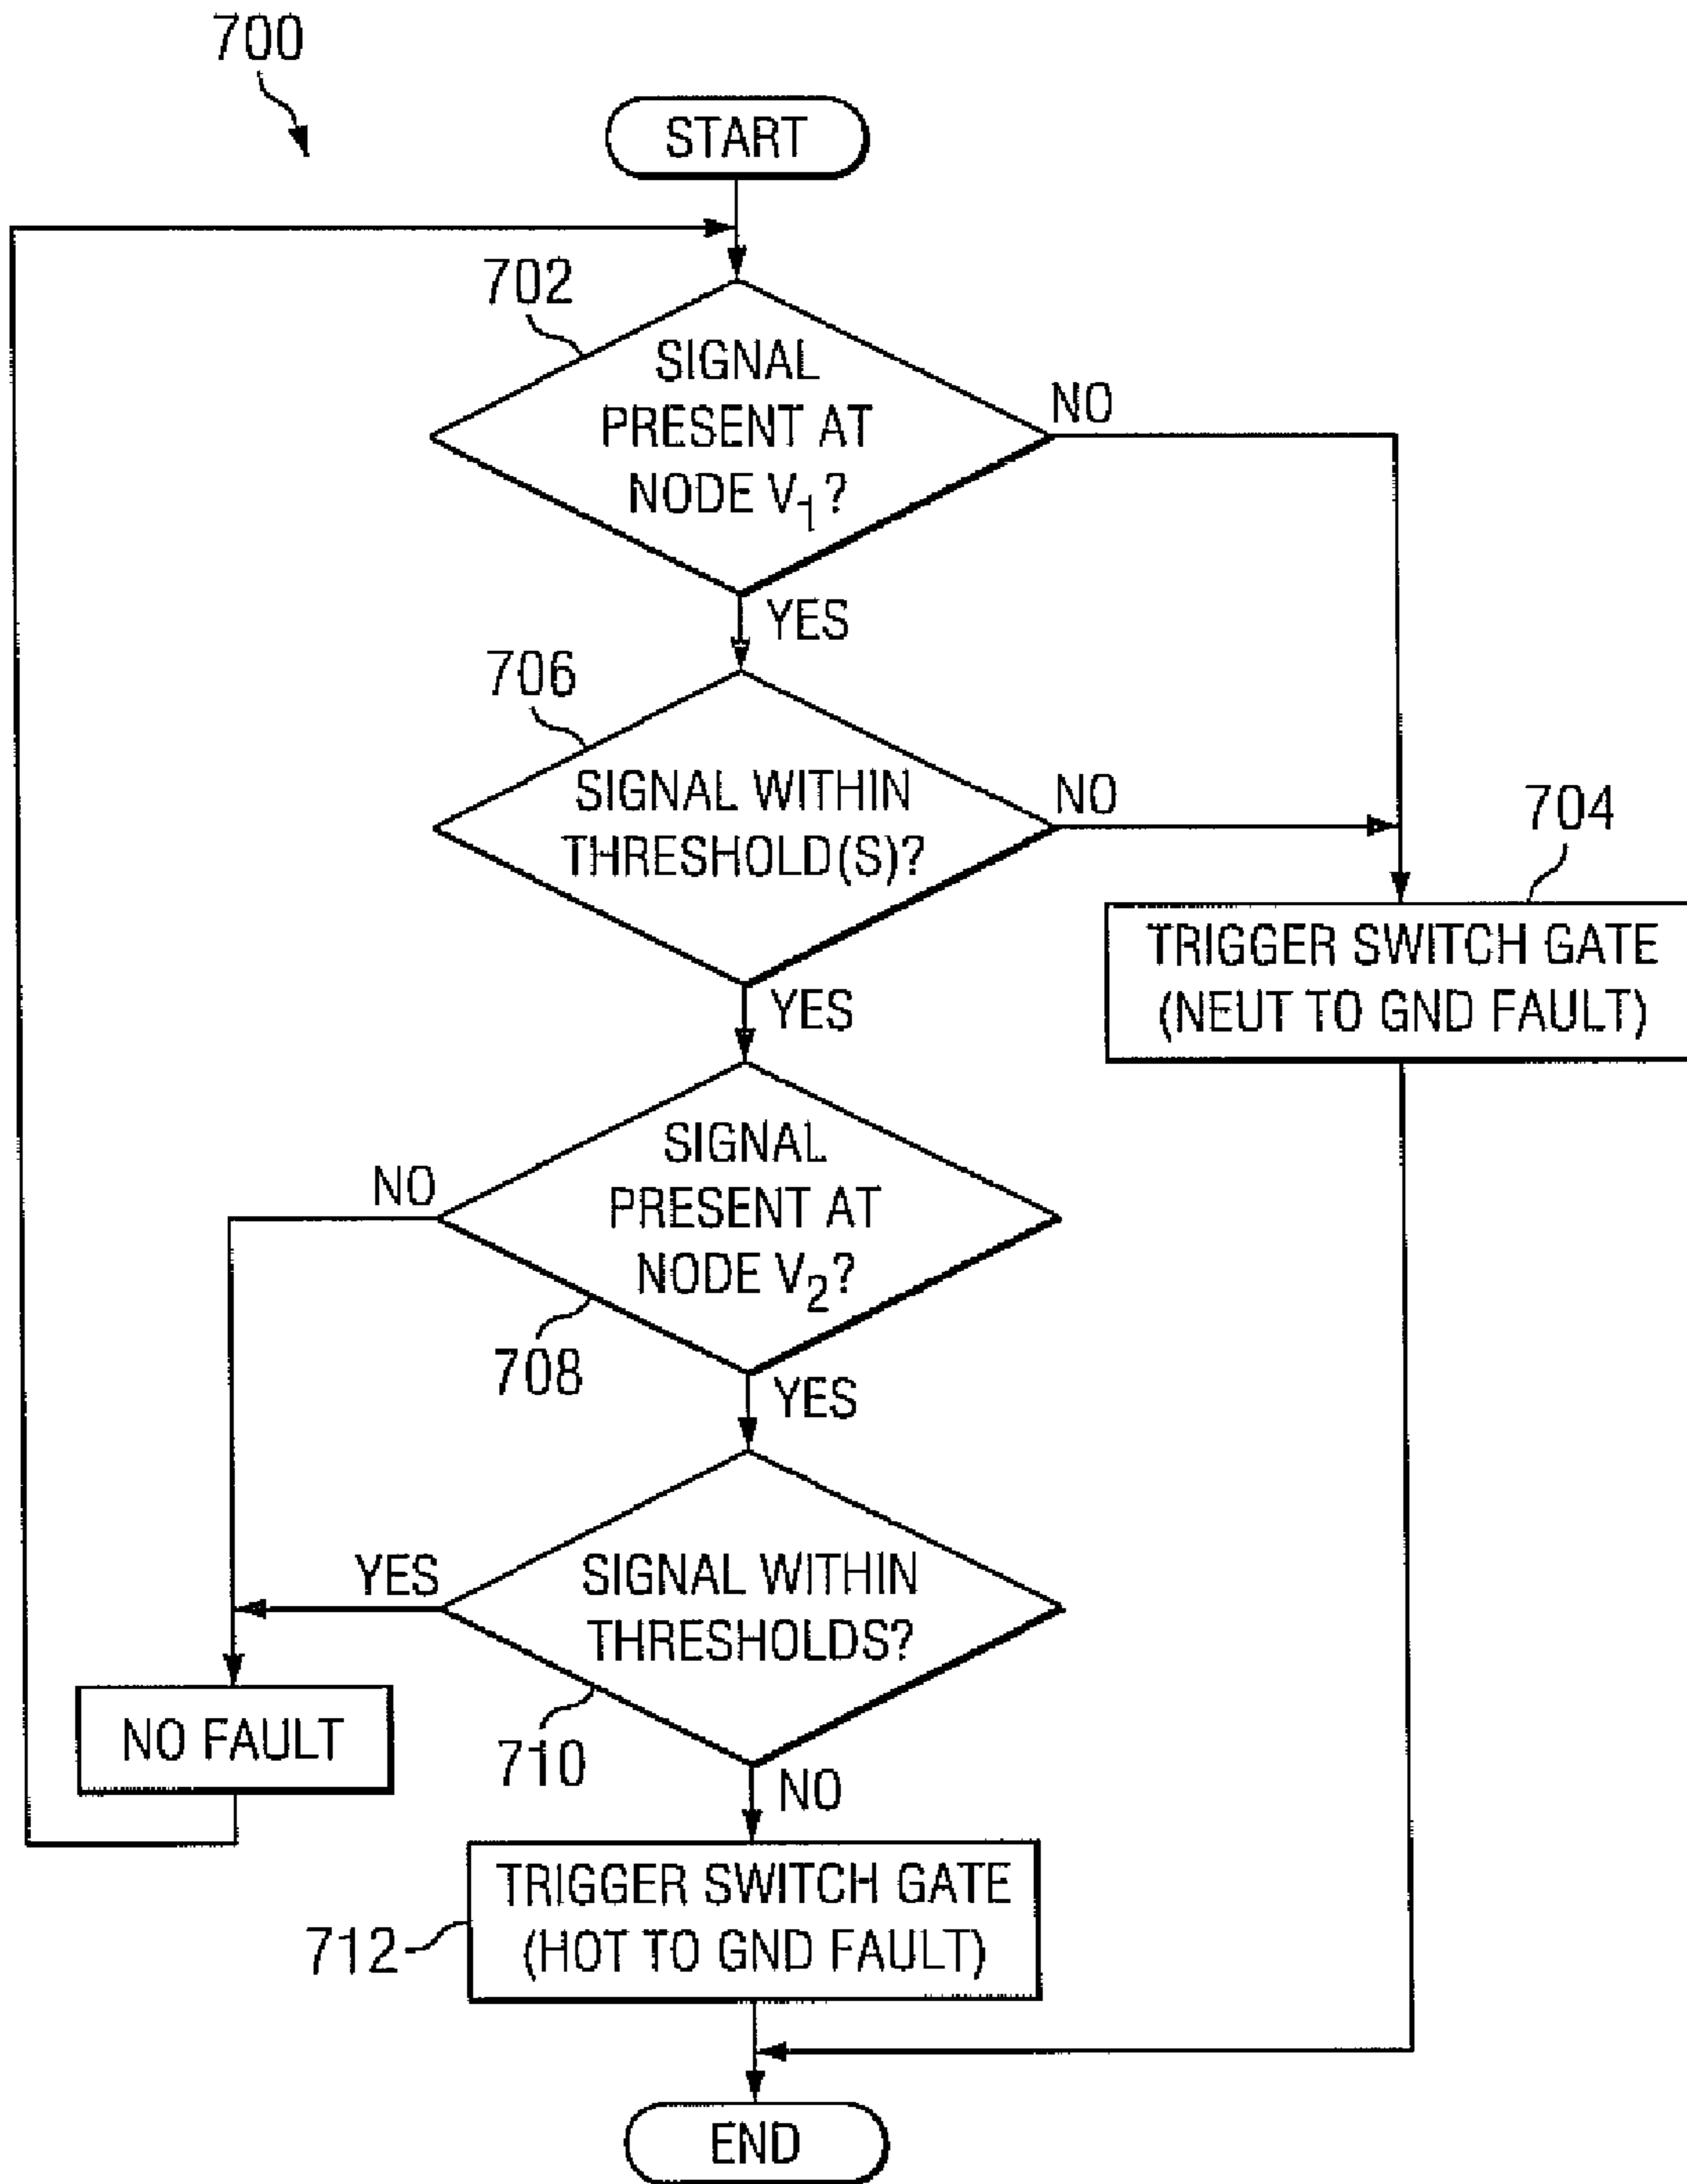 700
START
702
SIGNAL
PRESENT AT
NODE V₁?
NO
YES
706
SIGNAL WITHIN
THRESHOLD(S)?
NO
704
TRIGGER SWITCH GATE
(NEUT TO GND FAULT)
YES
SIGNAL
PRESENT AT
NODE V₂?
NO
708
YES
SIGNAL WITHIN
THRESHOLDS?
YES
NO FAULT
710
NO
TRIGGER SWITCH GATE
(HOT TO GND FAULT)
712
END